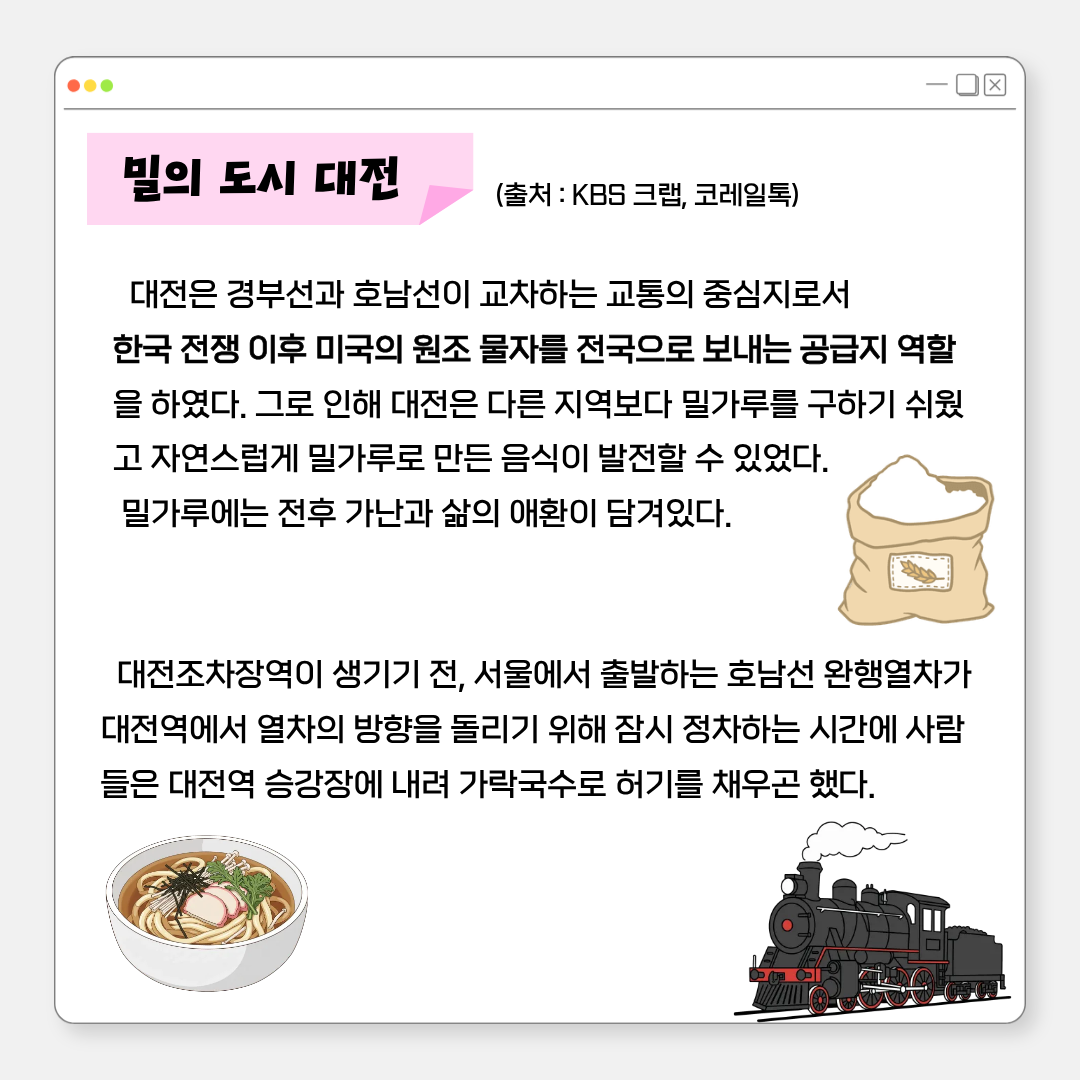 밀의 도시 대전
(출처 : KBS 크랩, 코레일톡)
대전은 경부선과 호남선이 교차하는 교통의 중심지로서
한국 전쟁 이후 미국의 원조 물자를 전국으로 보내는 공급지 역할
을 하였다. 그로 인해 대전은 다른 지역보다 밀가루를 구하기 쉬웠
고 자연스럽게 밀가루로 만든 음식이 발전할 수 있었다.
밀가루에는 전후 가난과 삶의 애환이 담겨있다.
대전조차장역이 생기기 전, 서울에서 출발하는 호남선 완행열차가
대전역에서 열차의 방향을 돌리기 위해 잠시 정차하는 시간에 사람
들은 대전역 승강장에 내려 가락국수로 허기를 채우곤 했다.